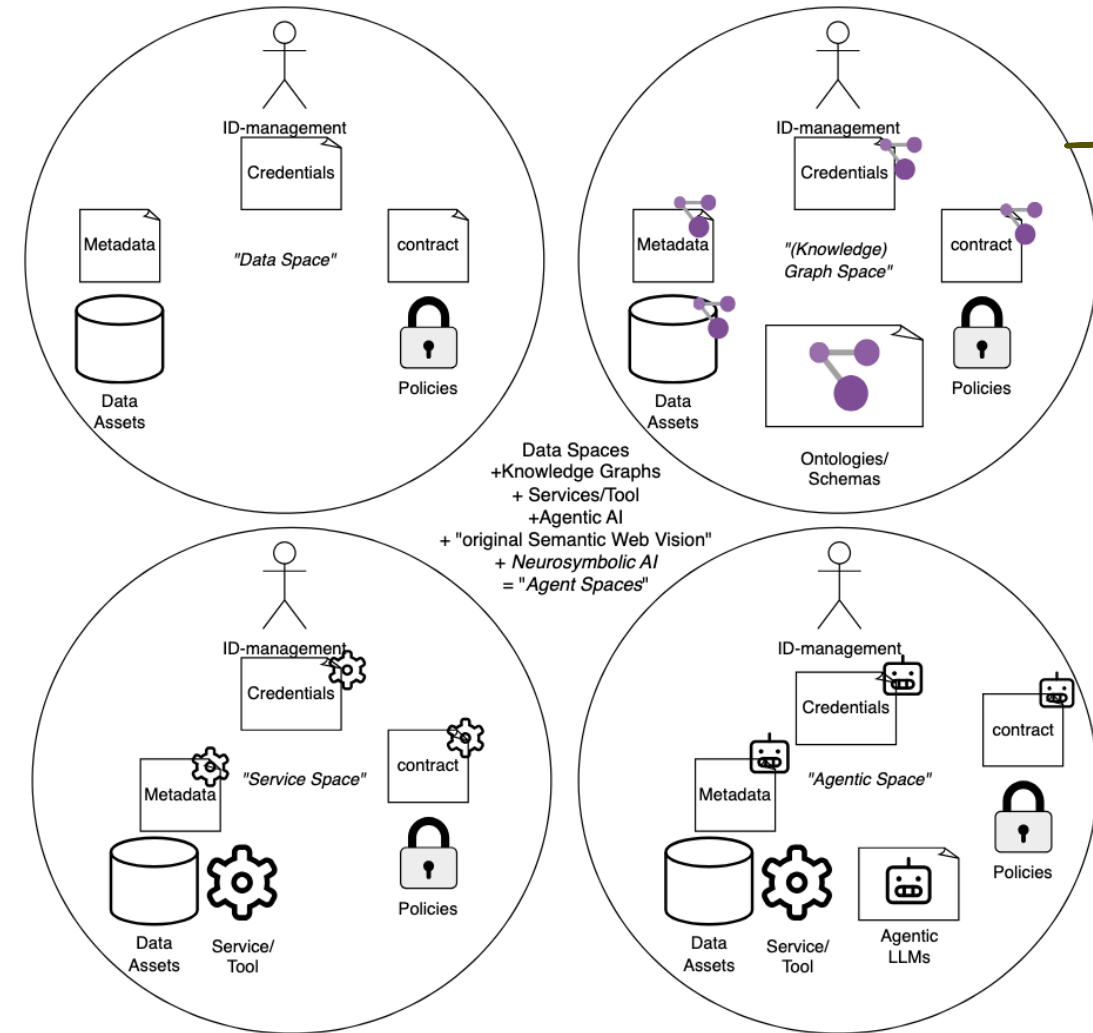 ID-management
Credentials
Metadata
contract
"Data Space"
Data
Assets
Policies
ID-management
Credentials
Metadata
contract
"(Knowledge)
Graph Space"
Data
Assets
Policies
Ontologies/
Schemas
Data Spaces
+Knowledge Graphs
+ Services/Tool
+Agentic AI
+ "original Semantic Web Vision"
+ Neurosymbolic AI
= "Agent Spaces"
ID-management
Credentials
contract
"Service Space"
Metadata
Policies
Data
Assets
Service/
Tool
ID-management
Credentials
contract
"Agentic Space"
Metadata
Policies
Data
Assets
Service/
Tool
Agentic
LLMs